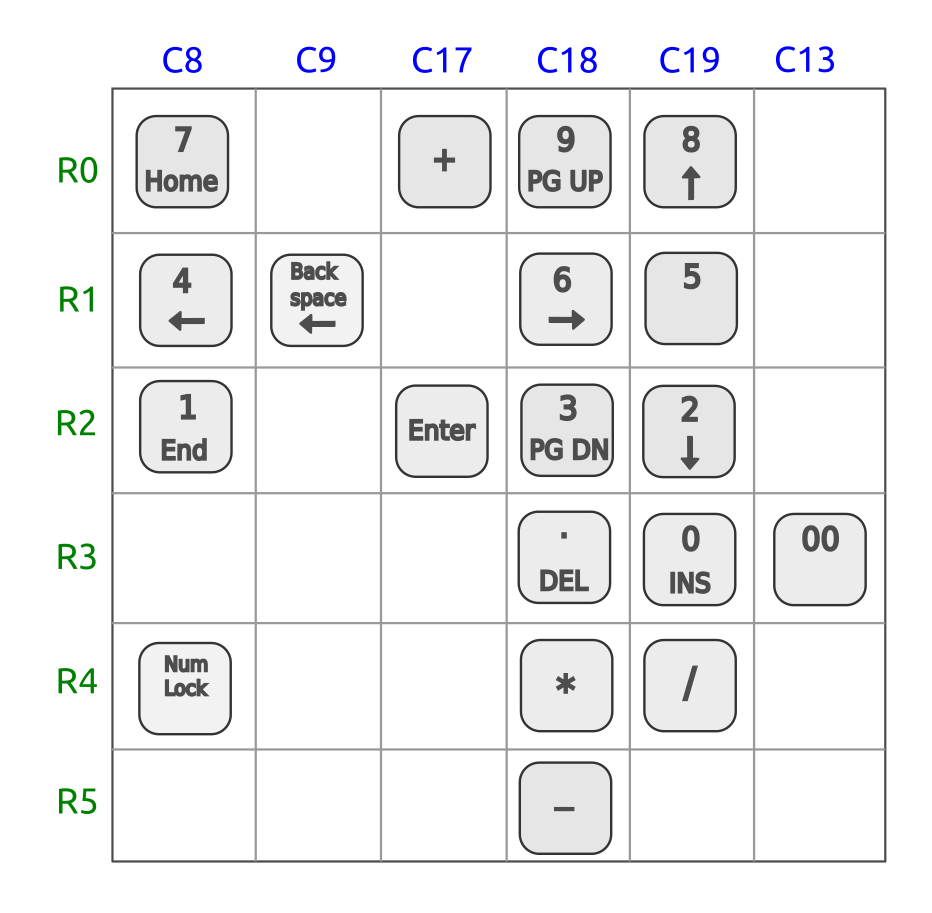 C8 C9 C17 C18 C19 C13
R0
7
Home
+
9
PG UP
8
↑
R1
4
←
Back
space
←
6
→
5
R2
1
End
Enter
3
PG DN
2
↓
R3
.
DEL
0
INS
00
R4
Num
Lock
*
/
R5
−